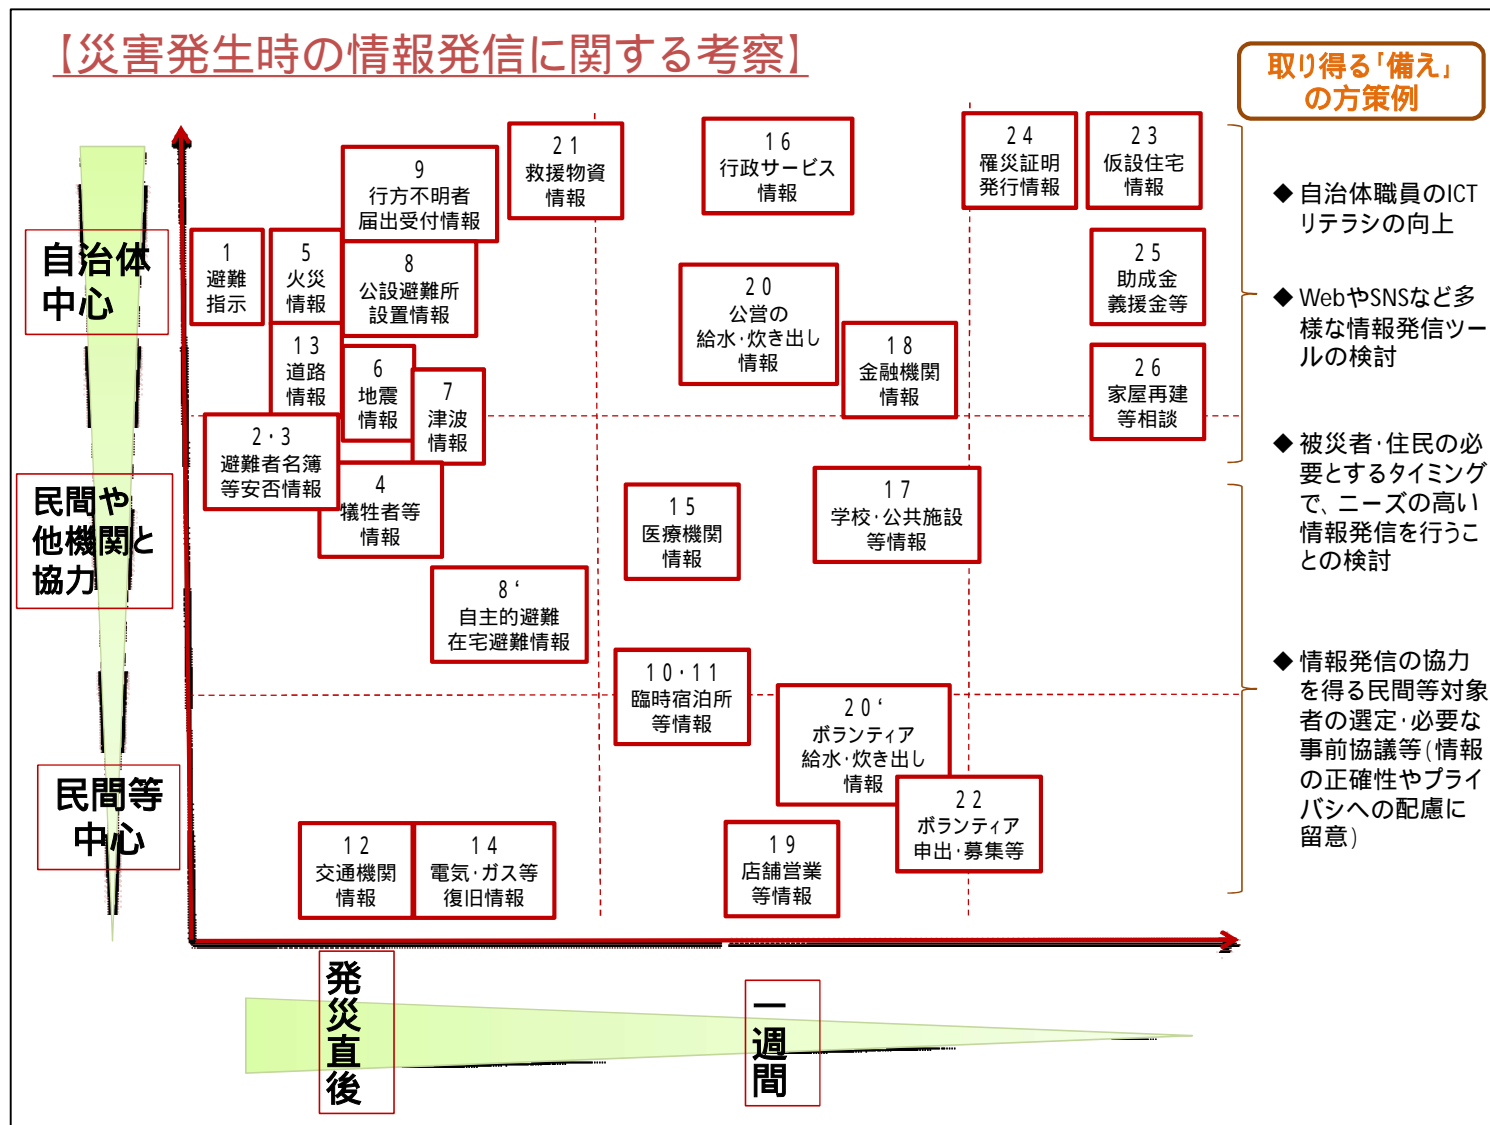 【災害発生時の情報発信に関する考察】
取り得る「備え」
の方策例
自治体
中心
民間や
他機関と
協力
民間等
中心
1
避難
指示
5
火災
情報
9
行方不明者
届出受付情報
8
公設避難所
設置情報
21
救援物資
情報
13
道路
情報
6
地震
情報
7
津波
情報
2・3
避難者名簿
等安否情報
4
犠牲者等
情報
8‘
自主的避難
在宅避難情報
12
交通機関
情報
14
電気・ガス等
復旧情報
16
行政サービス
情報
20
公営の
給水・炊き出し
情報
18
金融機関
情報
15
医療機関
情報
17
学校・公共施設
等情報
10・11
臨時宿泊所
等情報
20‘
ボランティア
給水・炊き出し
情報
22
ボランティア
申出・募集等
19
店舗営業
等情報
24
罹災証明
発行情報
23
仮設住宅
情報
25
助成金
義援金等
26
家屋再建
等相談
◆ 自治体職員のICT
リテラシの向上
◆ WebやSNSなど多
様な情報発信ツー
ルの検討
◆ 被災者・住民の必
要とするタイミング
で、ニーズの高い
情報発信を行うこ
との検討
◆ 情報発信の協力
を得る民間等対象
者の選定・必要な
事前協議等（情報
の正確性やプライ
バシへの配慮に
留意）
発災直後
一週間